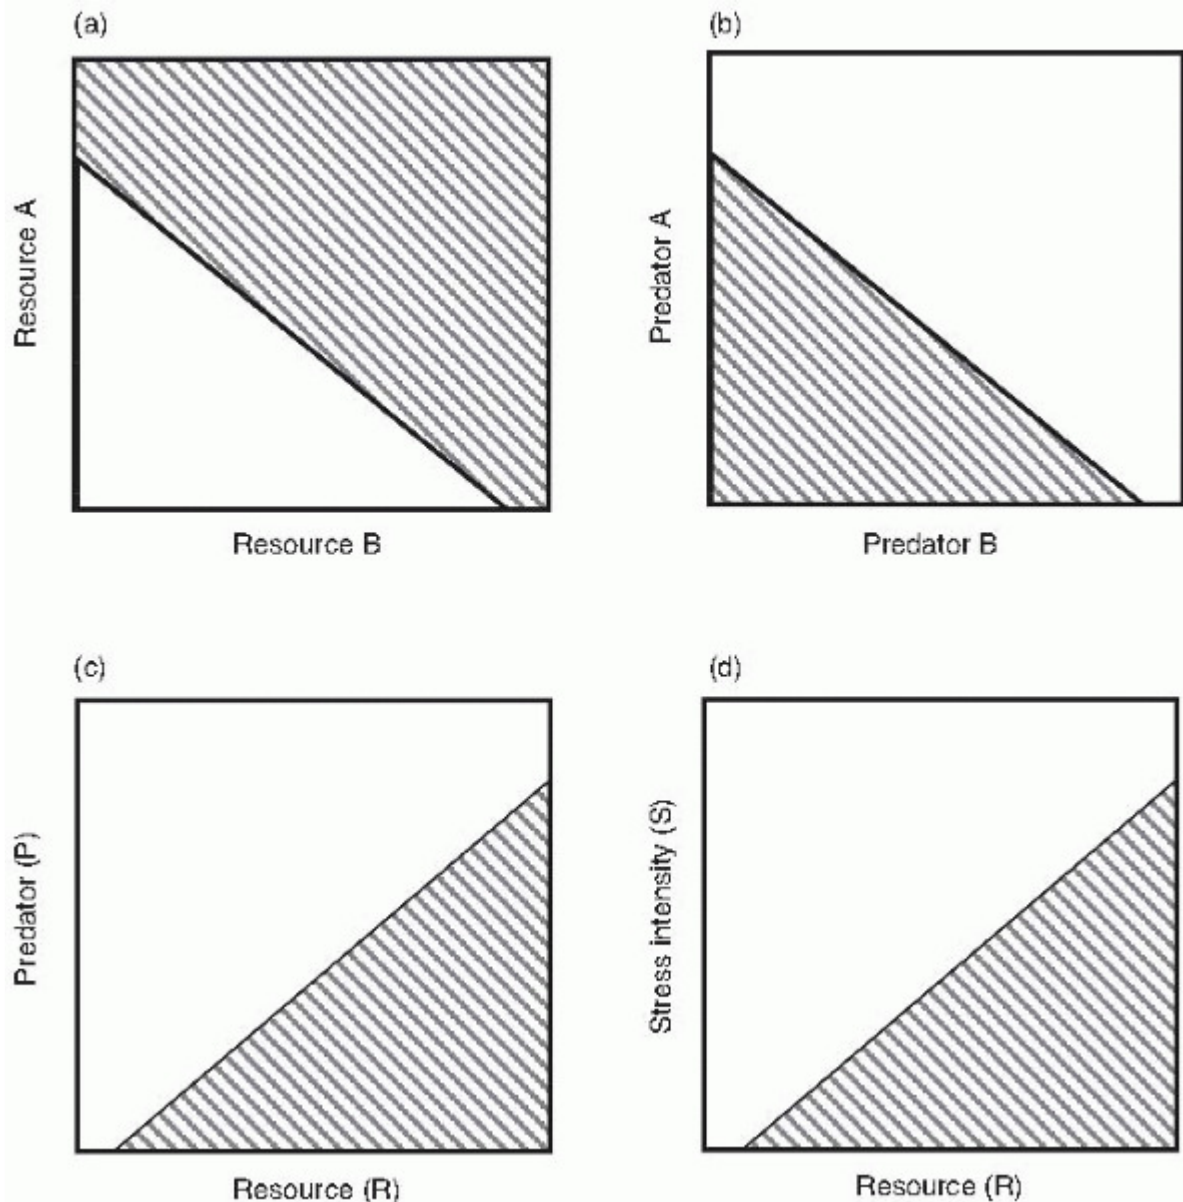 (a)
(b)
Resource A
Resource B
Predator A
Predator B
(c)
(d)
Predator (P)
Resource (R)
Stress intensity (S)
Resource (R)